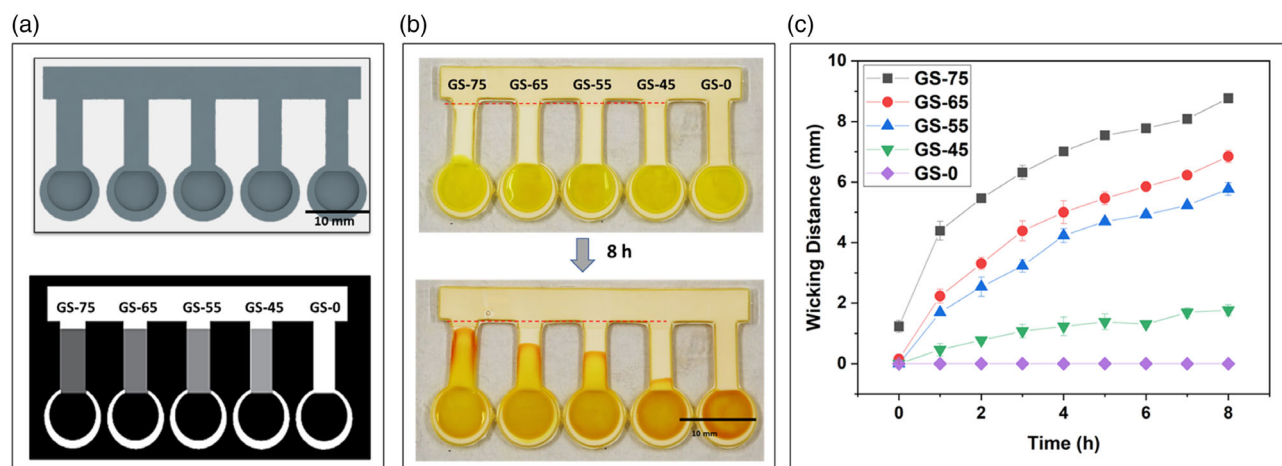 (a)
10 mm
GS-75 GS-65 GS-55 GS-45 GS-0
(b)
GS-75 GS-65 GS-55 GS-45 GS-0
8 h
10 mm
(c)
Wicking Distance (mm)
10
8
6
4
2
0
GS-75
GS-65
GS-55
GS-45
GS-0
0 2 4 6 8
Time (h)